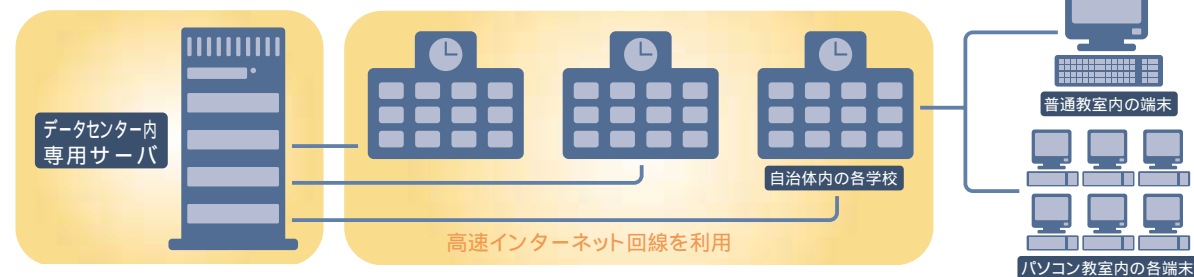 データセンター内
専用サーバ
自治体内の各学校
高速インターネット回線を利用
普通教室内の端末
パソコン教室内の各端末